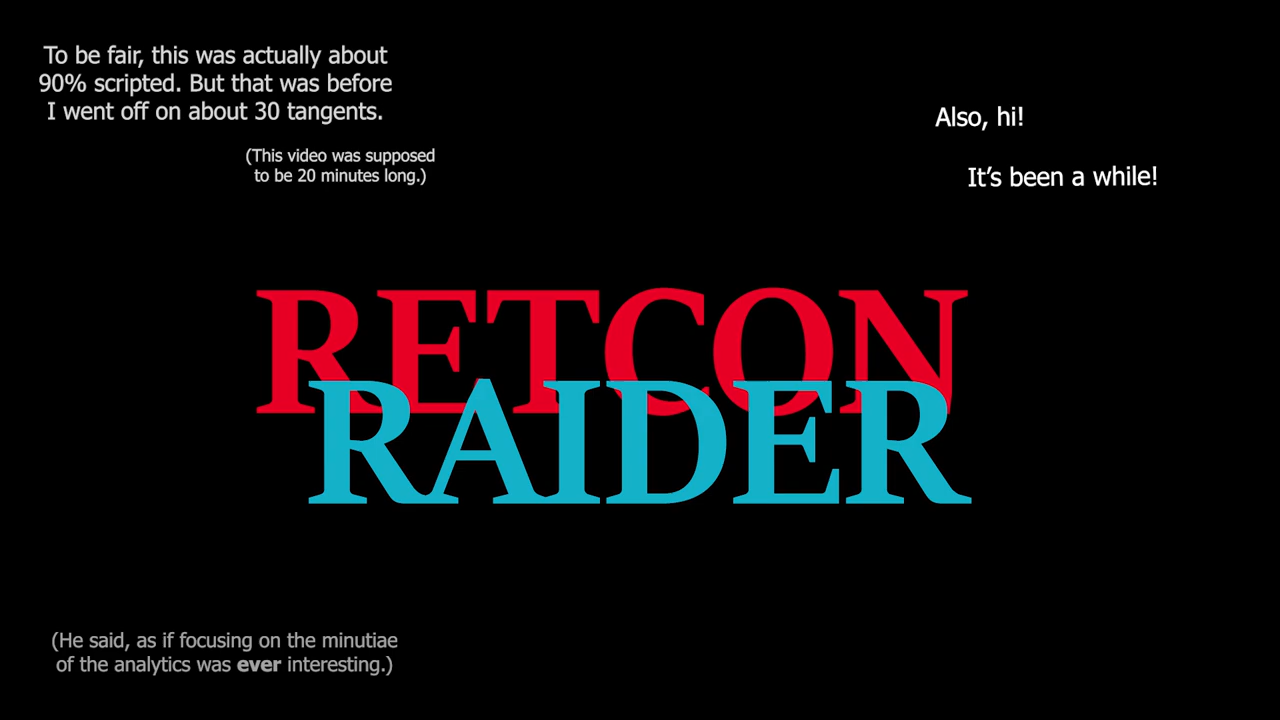 To be fair, this was actually about
90% scripted. But that was before
I went off on about 30 tangents.
(This video was supposed
to be 20 minutes long.)
Also, hi!
It’s been a while!
RETCON
RAIDER
(He said, as if focusing on the minutiae
of the analytics was ever interesting.)